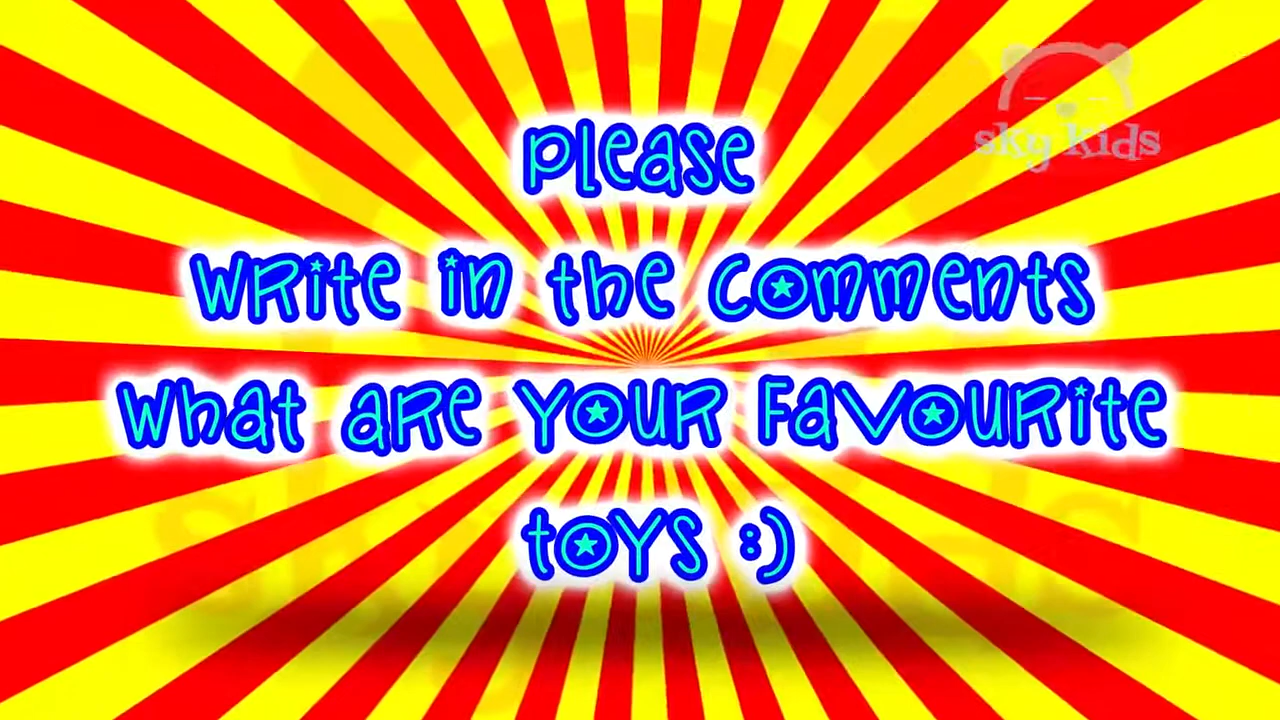 please
write in the comments
what are your favourite
toys :)
sky kids